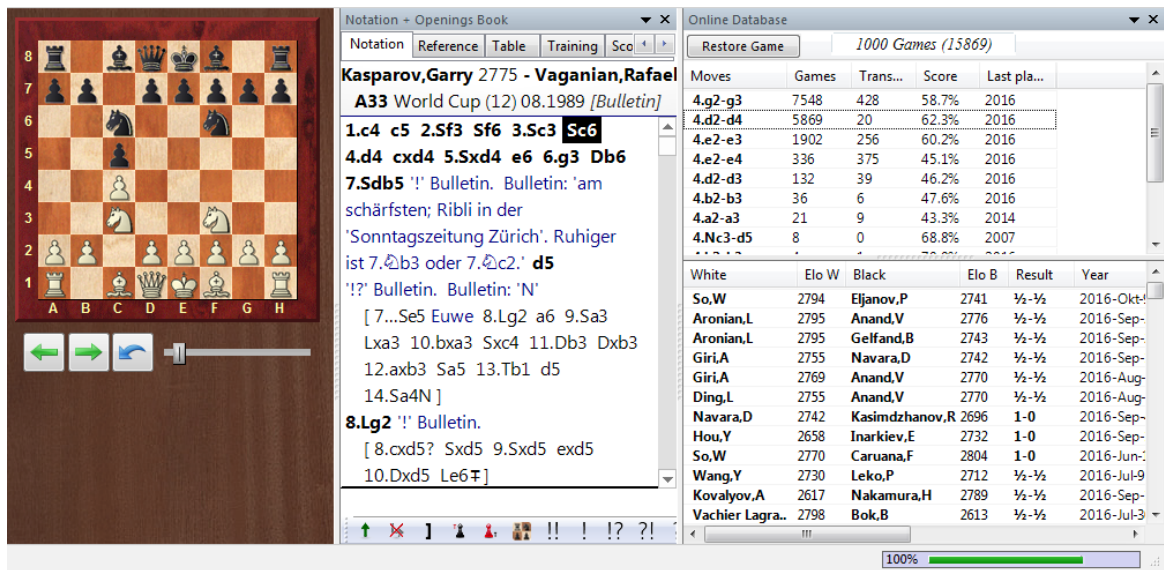 8
7
6
5
4
3
2
1
A B C D E F G H
Notation + Openings Book
Notation Reference Table Training Sco
Kasparov,Garry 2775 - Vaganian,Rafael
A33 World Cup (12) 08.1989 [Bulletin]
1.c4 c5 2.Sf3 Sf6 3.Sc3 Sc6
4.d4 cxd4 5.Sxd4 e6 6.g3 Db6
7.Sdb5 '!' Bulletin. Bulletin: 'am
schärfsten; Ribli in der
'Sonntagszeitung Zürich'. Ruhiger
ist 7.♘b3 oder 7.♘c2.' d5
'!?' Bulletin. Bulletin: 'N'
[ 7...Se5 Euwe 8.Lg2 a6 9.Sa3
Lxa3 10.bxa3 Sxc4 11.Db3 Dxb3
12.axb3 Sa5 13.Tb1 d5
14.Sa4N ]
8.Lg2 '!' Bulletin.
[ 8.cxd5? Sxd5 9.Sxd5 exd5
10.Dxd5 Le6∓ ]
] !! ! !? ?!
Online Database
Restore Game 1000 Games (15869)
Moves Games Trans... Score Last pla...
4.g2-g3 7548 428 58.7% 2016
4.d2-d4 5869 20 62.3% 2016
4.e2-e3 1902 256 60.2% 2016
4.e2-e4 336 375 45.1% 2016
4.d2-d3 132 39 46.2% 2016
4.b2-b3 36 6 47.6% 2016
4.a2-a3 21 9 43.3% 2014
4.Nc3-d5 8 0 68.8% 2007
White Elo W Black Elo B Result Year
So,W 2794 Eljanov,P 2741 ½-½ 2016-Okt-
Aronian,L 2795 Anand,V 2776 ½-½ 2016-Sep-
Aronian,L 2795 Gelfand,B 2743 ½-½ 2016-Sep-
Giri,A 2755 Navara,D 2742 ½-½ 2016-Sep-
Giri,A 2769 Anand,V 2770 ½-½ 2016-Aug-
Ding,L 2755 Anand,V 2770 ½-½ 2016-Aug-
Navara,D 2742 Kasimdzhanov,R 2696 1-0 2016-Sep-
Hou,Y 2658 Inarkiev,E 2732 1-0 2016-Sep-
So,W 2770 Caruana,F 2804 1-0 2016-Jun-
Wang,Y 2730 Leko,P 2712 ½-½ 2016-Jul-9
Kovalyov,A 2617 Nakamura,H 2789 ½-½ 2016-Sep-
Vachier Lagra.. 2798 Bok,B 2613 ½-½ 2016-Jul-3
100%